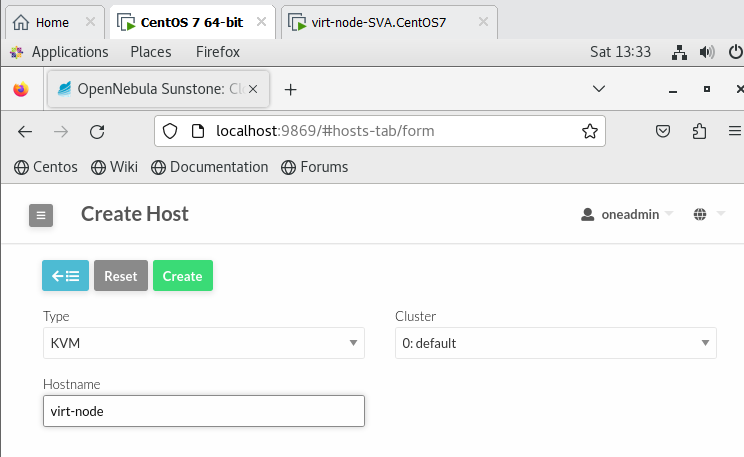 Home CentOS 7 64-bit virt-node-SVA.CentOS7
Applications Places Firefox Sat 13:33
OpenNebula Sunstone: Clo
localhost:9869/#hosts-tab/form
Centos Wiki Documentation Forums
Create Host oneadmin
Reset Create
Type Cluster
KVM 0: default
Hostname
virt-node